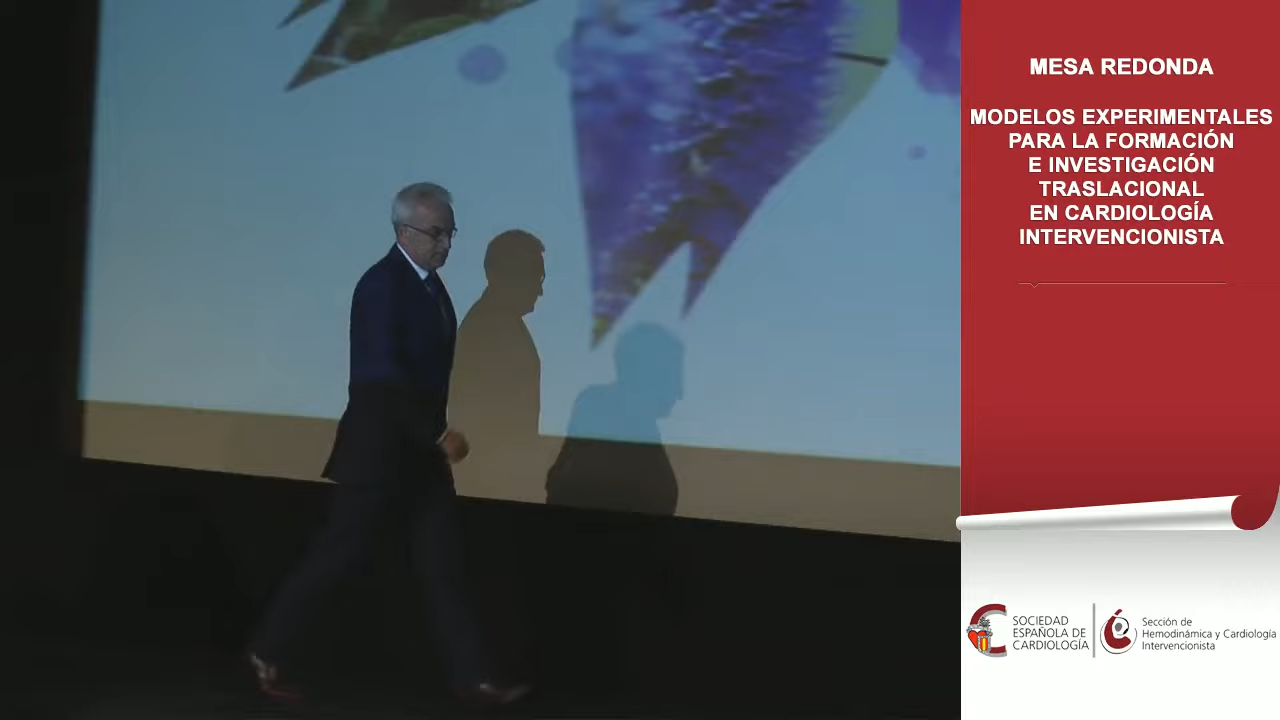 MESA REDONDA
MODELOS EXPERIMENTALES
PARA LA FORMACIÓN
E INVESTIGACIÓN
TRASLACIONAL
EN CARDIOLOGÍA
INTERVENCIONISTA
SOCIEDAD
ESPAÑOLA DE
CARDIOLOGÍA
Sección de
Hemodinámica y Cardiología
Intervencionista